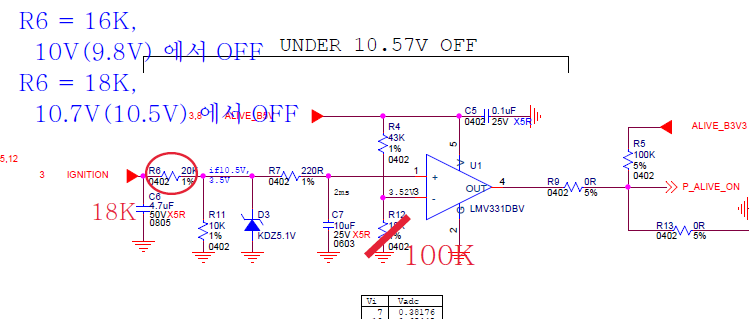 R6 = 16K,
10V(9.8V) 에서 OFF
UNDER 10.57V OFF
R6 = 18K,
10.7V(10.5V) 에서 OFF
3,8 ALIVE_B5V
C5 0.1uF
0402 25V X5R
R4
43K
1%
0402
5
ALIVE_B3V3
R5
100K
5%
0402
5,12
3 IGNITION
R6 20K
0402 1%
if10.5V,
3.5V
R7 220R
0402 1%
1
U1
V
+
-
OUT
4
G
2
LMV331DBV
R9 0R
0402 5%
P_ALIVE_ON
2ms
3.52V
3
18K
C6
4.7uF
50V X5R
0805
R11
10K
1%
0402
D3
KDZ5.1V
C7
10uF
25V X5R
0603
R12
1%
0402
100K
R13 0R
0402 5%
Vi Vadc
7 0.38176